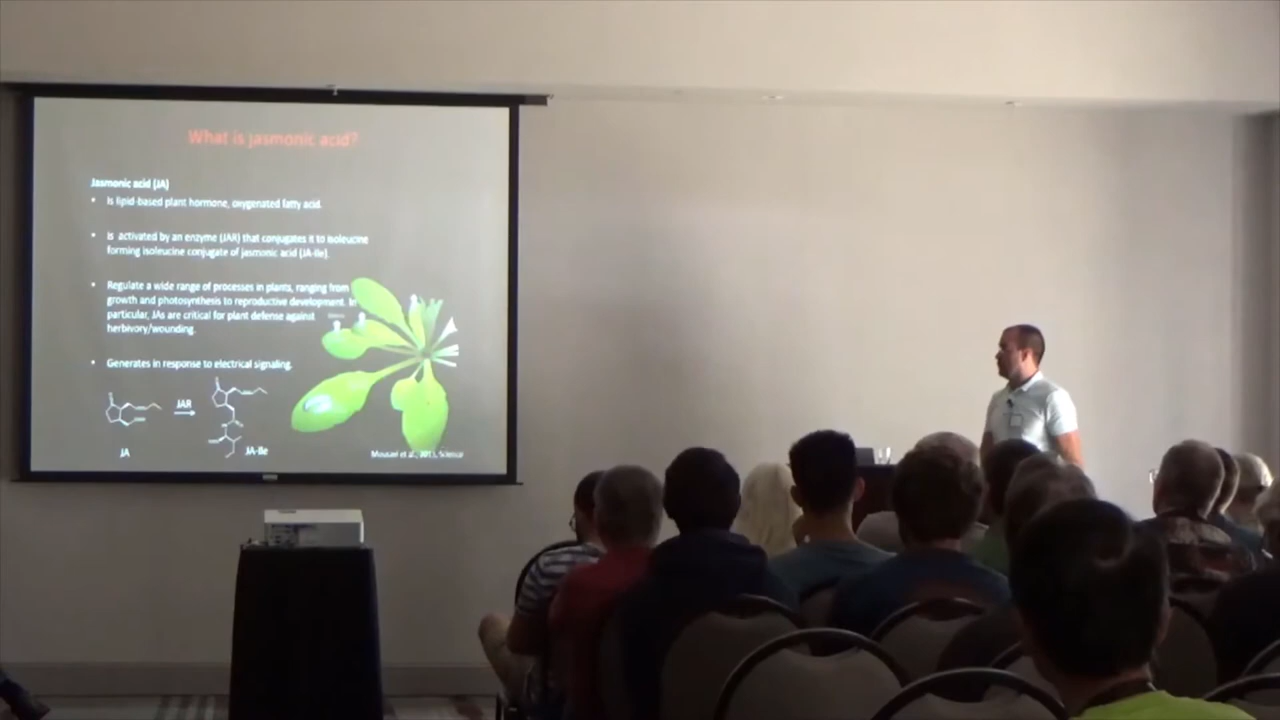 What is jasmonic acid?
Jasmonic acid (JA)
• Is lipid-based plant hormone, oxygenated fatty acid.
• is activated by an enzyme (JAR) that conjugates it to isoleucine
forming isoleucine conjugate of jasmonic acid (JA-Ile).
• Regulate a wide range of processes in plants, ranging from
growth and photosynthesis to reproductive development. In
particular, JAs are critical for plant defense against
herbivory/wounding.
• Generates in response to electrical signaling.
JAR
JA
JA-Ile
et al., Science